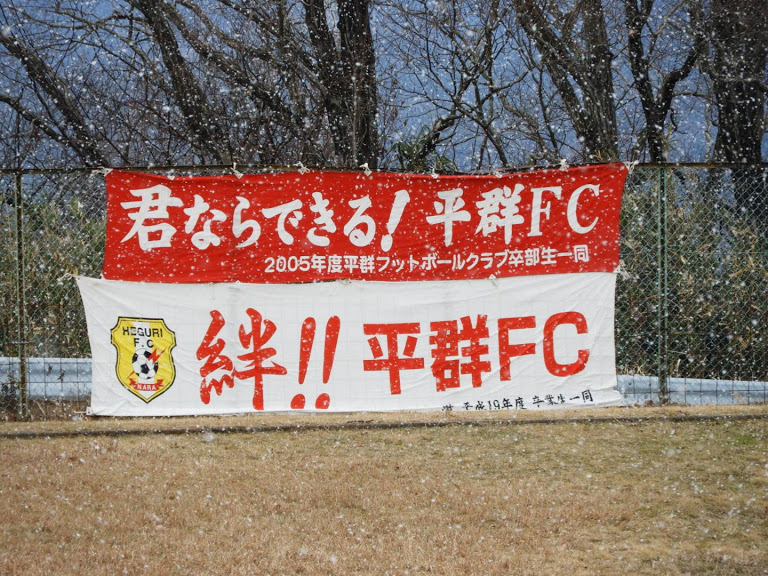 君ならできる！平群FC
2005年度平群フットボールクラブ卒部生一同
HEGURI
F.C
NARA
絆!!平群FC
平成19年度 卒業生一同